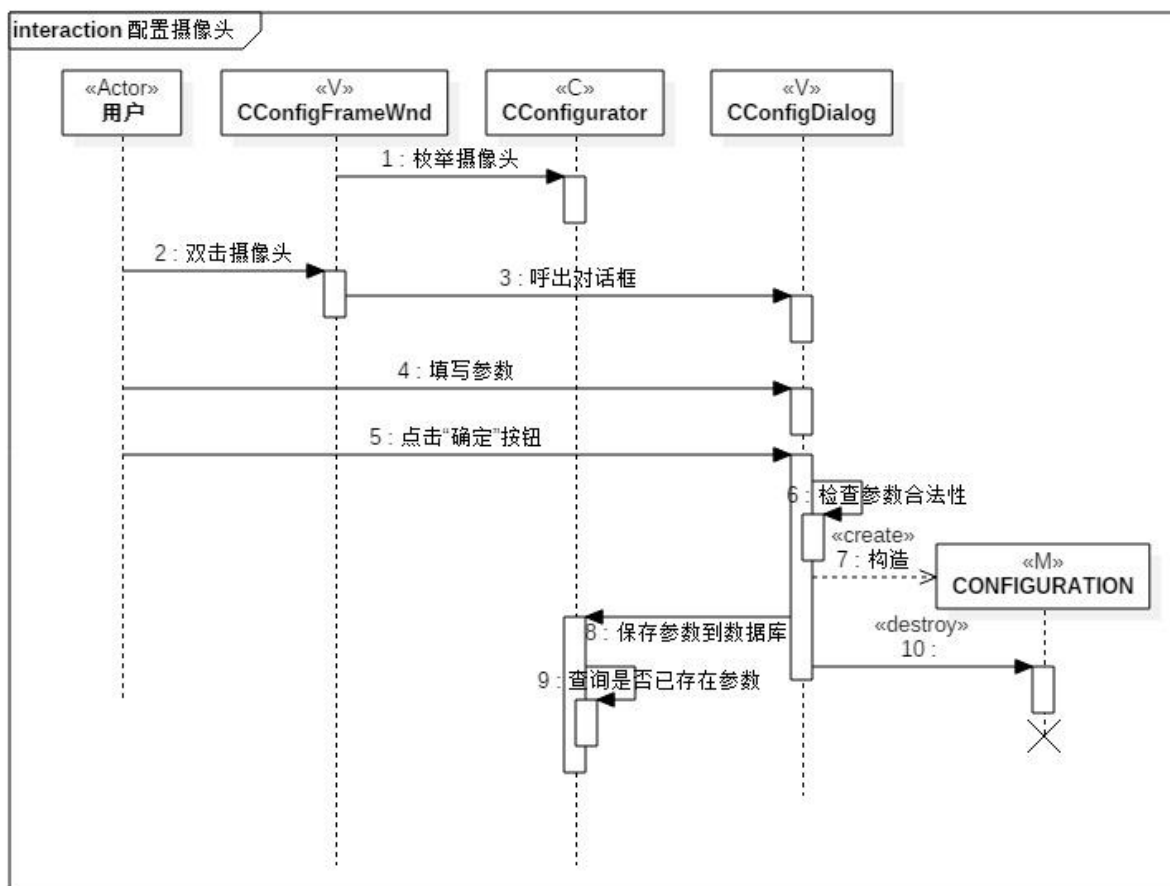 interaction 配置摄像头
«Actor»
用户
«V»
CConfigFrameWnd
«C»
CConfigurator
«V»
CConfigDialog
1 : 枚举摄像头
2 : 双击摄像头
3 : 呼出对话框
4 : 填写参数
5 : 点击“确定”按钮
6 : 检查参数合法性
«create»
7 : 构造
«M»
CONFIGURATION
8 : 保存参数到数据库
«destroy»
10 :
9 : 查询是否已存在参数